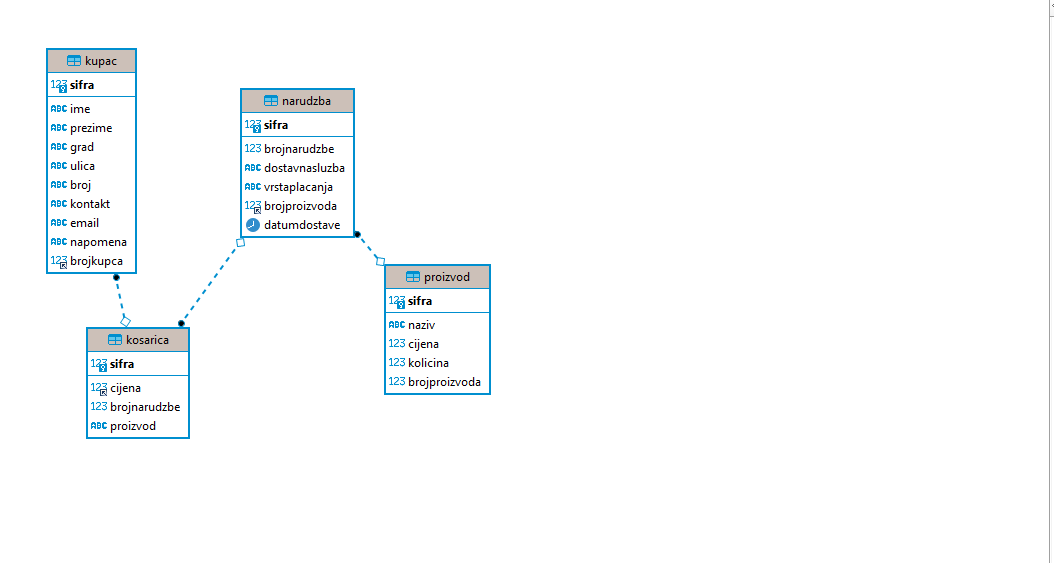 kupac
123 sifra
ABC ime
ABC prezime
ABC grad
ABC ulica
ABC broj
ABC kontakt
ABC email
ABC napomena
123 brojkupca
narudzba
123 sifra
123 brojnarudzbe
ABC dostavnasluzba
ABC vrstaplacanja
123 brojproizvoda
datumdostave
kosarica
123 sifra
123 cijena
123 brojnarudzbe
ABC proizvod
proizvod
123 sifra
ABC naziv
123 cijena
123 kolicina
123 brojproizvoda